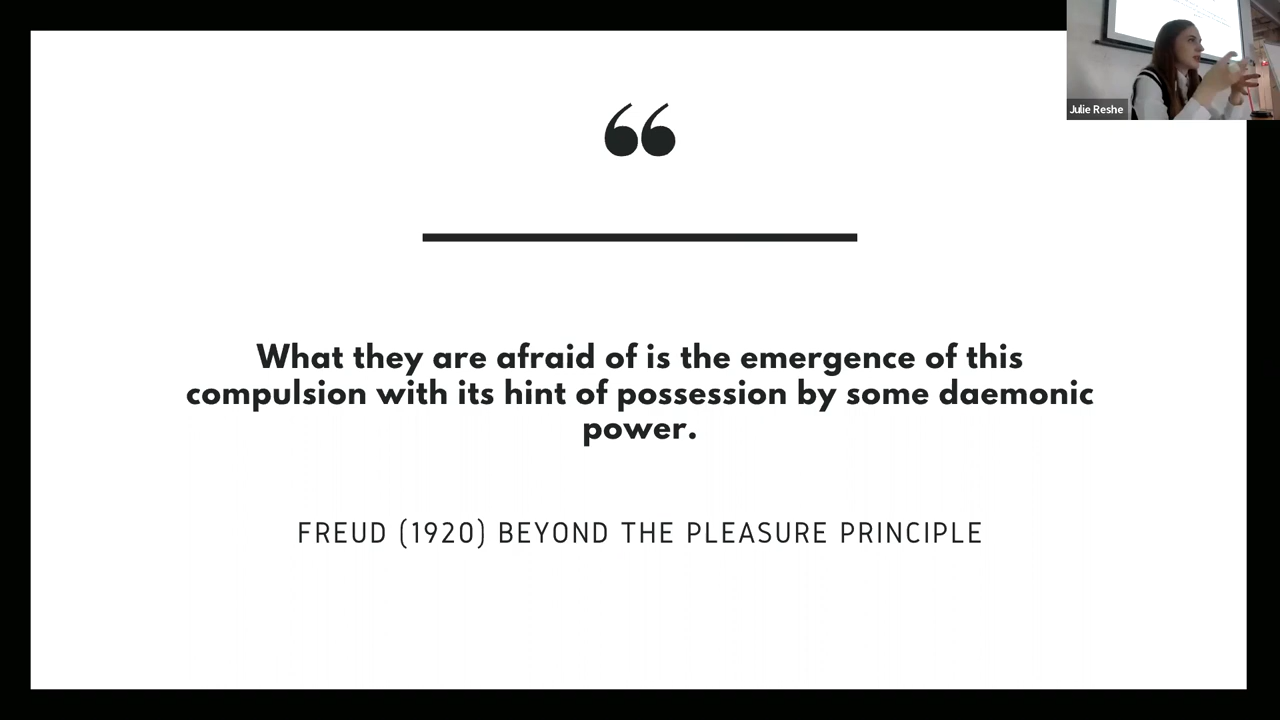 Julie Reshe
“
What they are afraid of is the emergence of this
compulsion with its hint of possession by some daemonic
power.
FREUD (1920) BEYOND THE PLEASURE PRINCIPLE